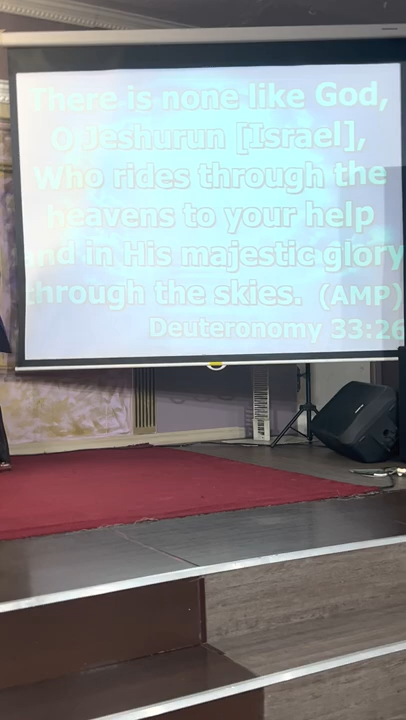 There is none like God,
O Jeshurun [Israel],
Who rides through the
heavens to your help
and in His majestic glory
through the skies. (AMP)
Deuteronomy 33:26